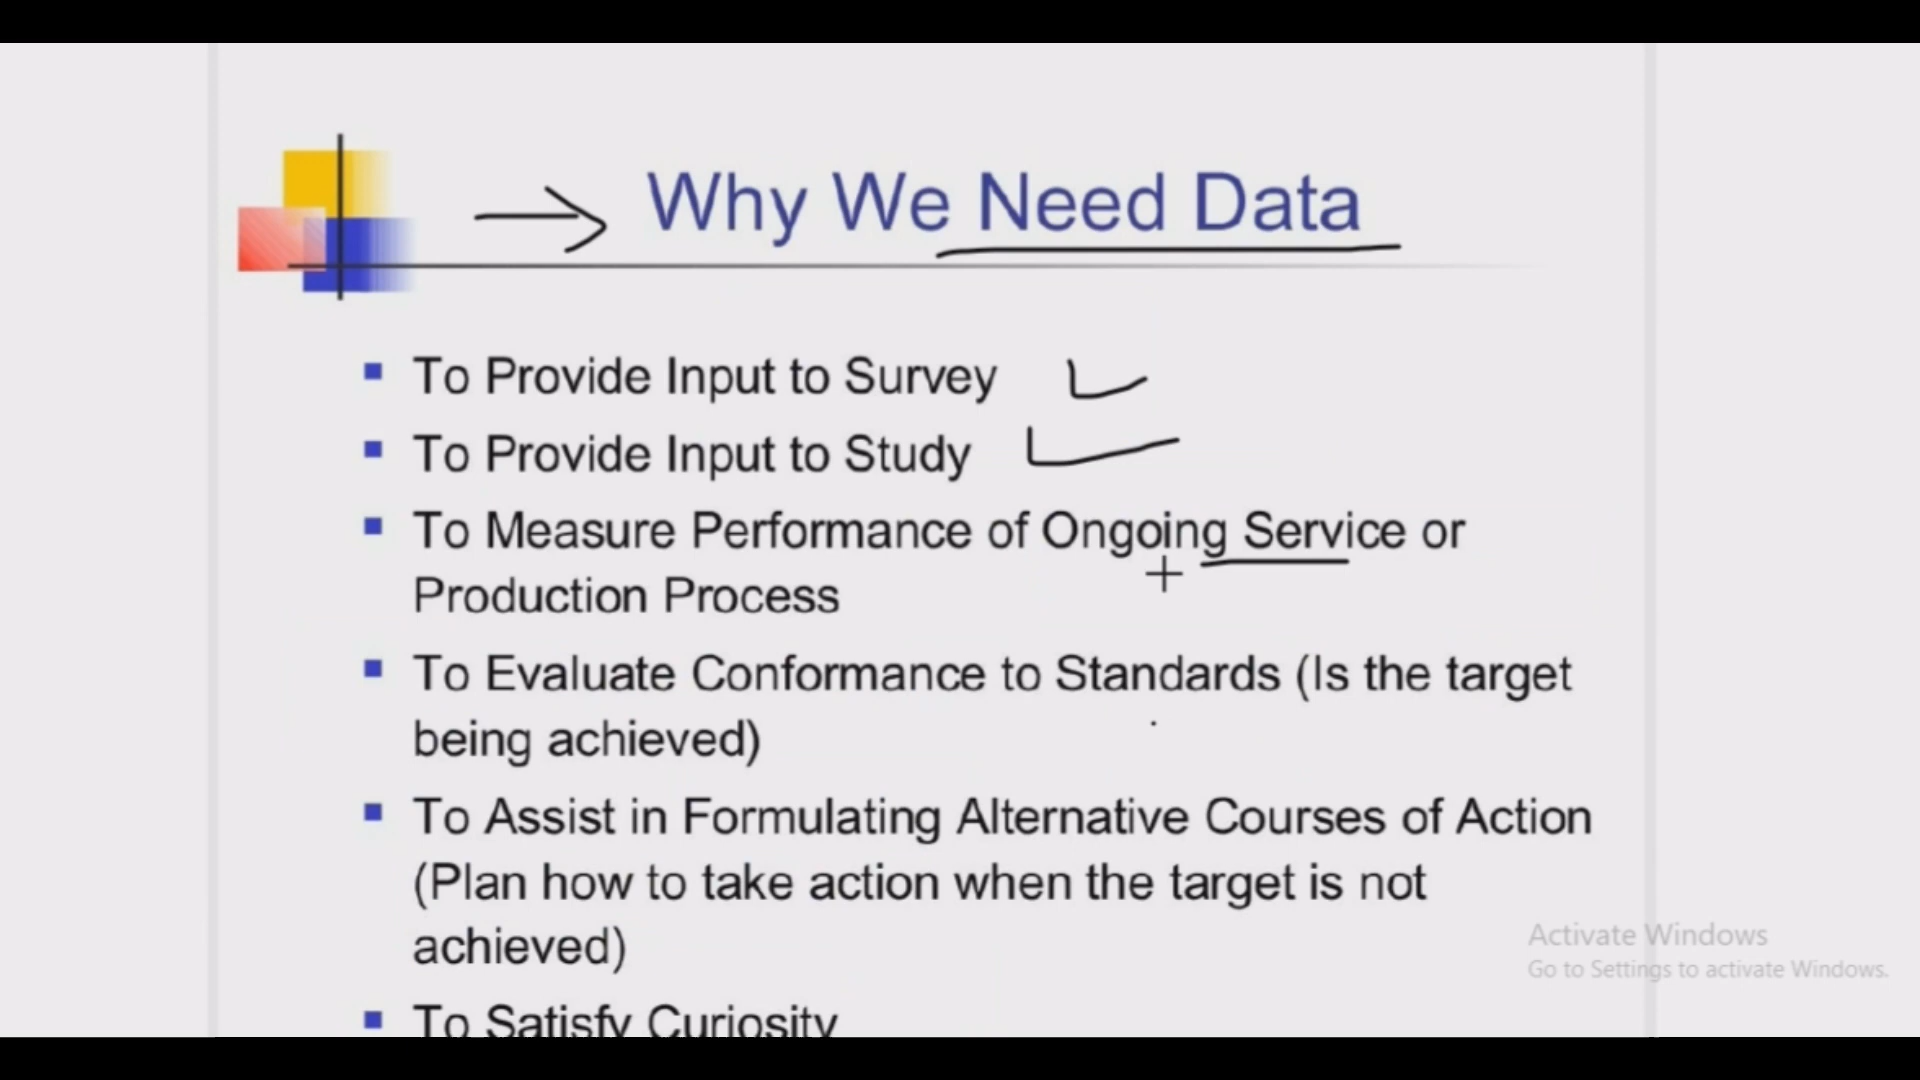 Why We Need Data
To Provide Input to Survey
To Provide Input to Study
To Measure Performance of Ongoing Service or
Production Process
To Evaluate Conformance to Standards (Is the target
being achieved)
To Assist in Formulating Alternative Courses of Action
(Plan how to take action when the target is not
achieved)
To Satisfy Curiosity
Activate Windows
Go to Settings to activate Windows.